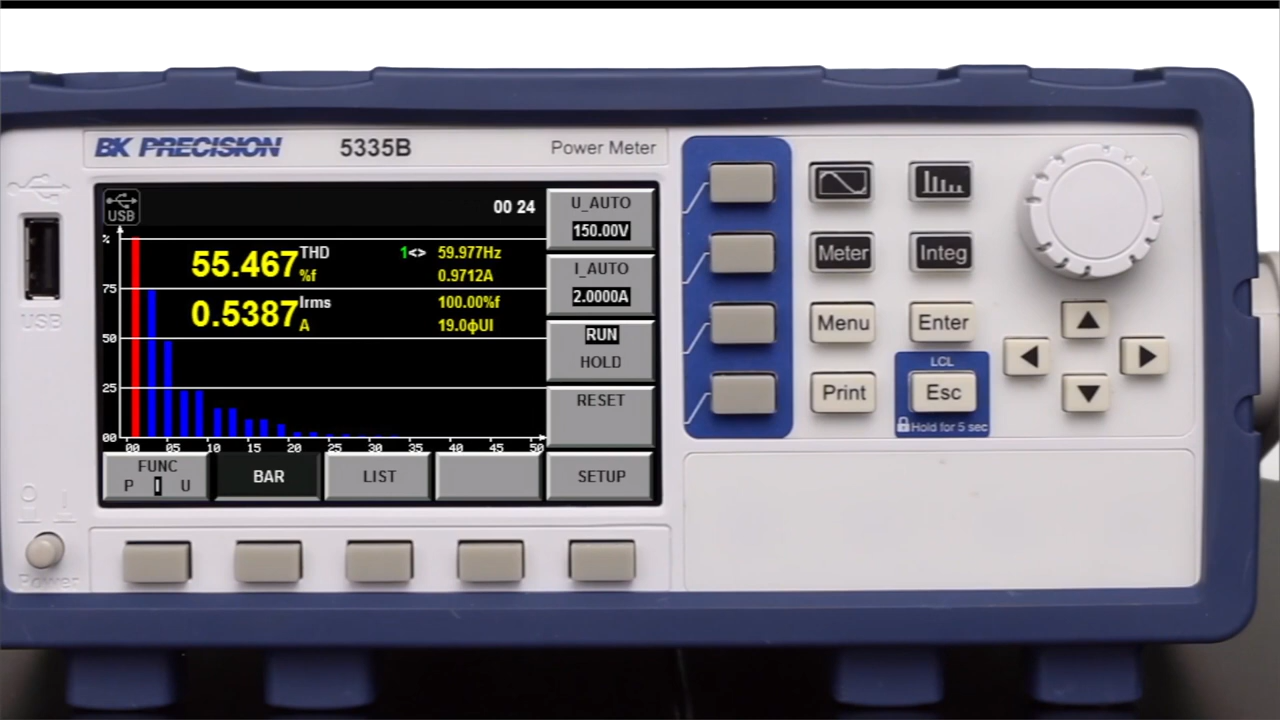 BK PRECISION 5335B Power Meter
USB
00 24
U_AUTO
150.00V
% 55.467 THD %f 1<> 59.977Hz
0.9712A
I_AUTO
2.0000A
75
0.5387 Irms A 100.00%f
19.0ϕUI
RUN
HOLD
50
25
RESET
00
00 05 10 15 20 25 30 35 40 45 50
FUNC
P I U
BAR
LIST
SETUP
USB
Power
Meter
Integ
Menu
Enter
LCL
Print
Esc
Hold for 5 sec